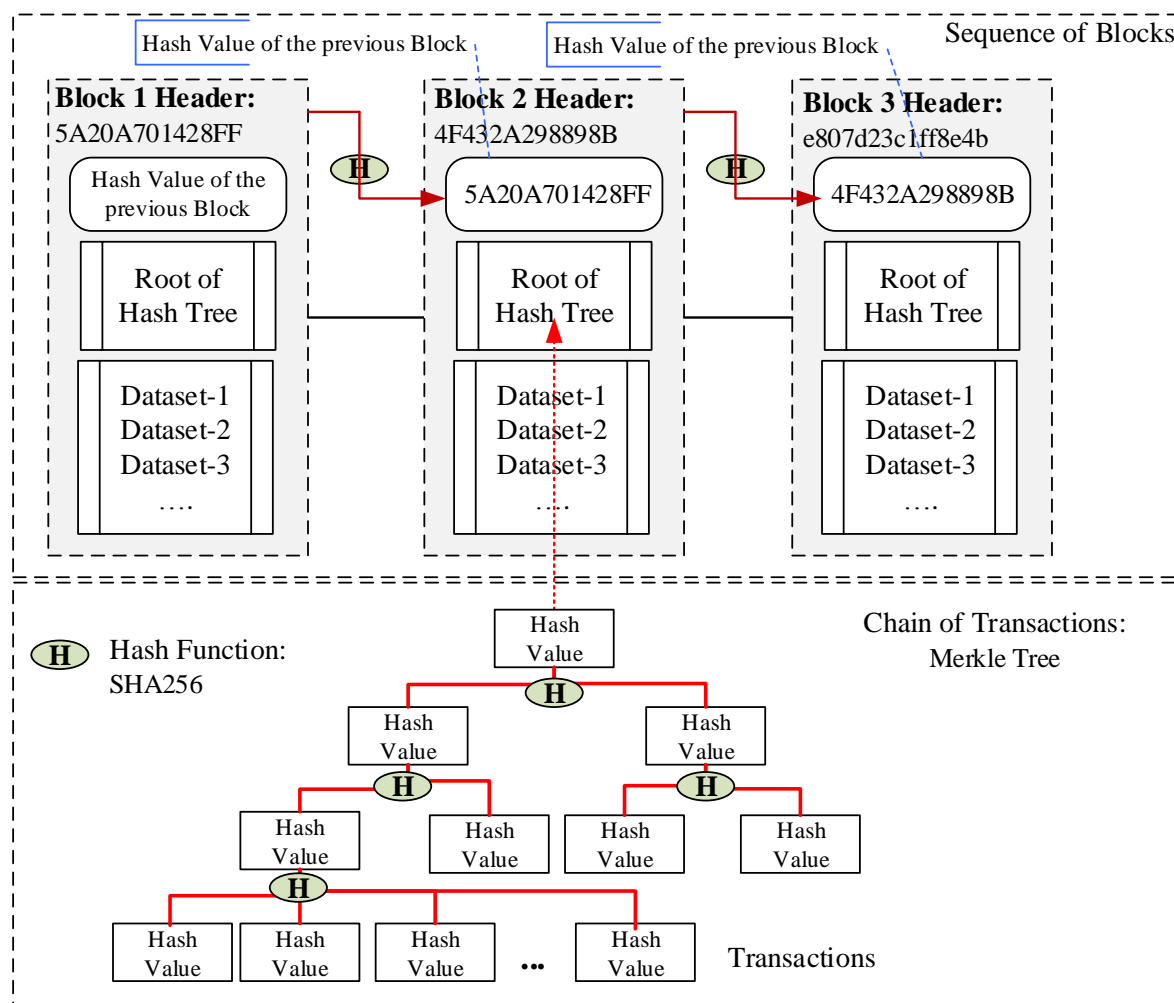 Hash Value of the previous Block
Hash Value of the previous Block
Sequence of Blocks
Block 1 Header:
5A20A701428FF
Hash Value of the
previous Block
Root of
Hash Tree
Dataset-1
Dataset-2
Dataset-3
....
H
Block 2 Header:
4F432A298898B
5A20A701428FF
Root of
Hash Tree
Dataset-1
Dataset-2
Dataset-3
....
H
Block 3 Header:
e807d23c1ff8e4b
4F432A298898B
Root of
Hash Tree
Dataset-1
Dataset-2
Dataset-3
....
H
Hash Function:
SHA256
Chain of Transactions:
Merkle Tree
Hash
Value
H
Hash
Value
Hash
Value
H
H
Hash
Value
Hash
Value
Hash
Value
Hash
Value
H
Hash
Value
Hash
Value
Hash
Value
...
Hash
Value
Transactions